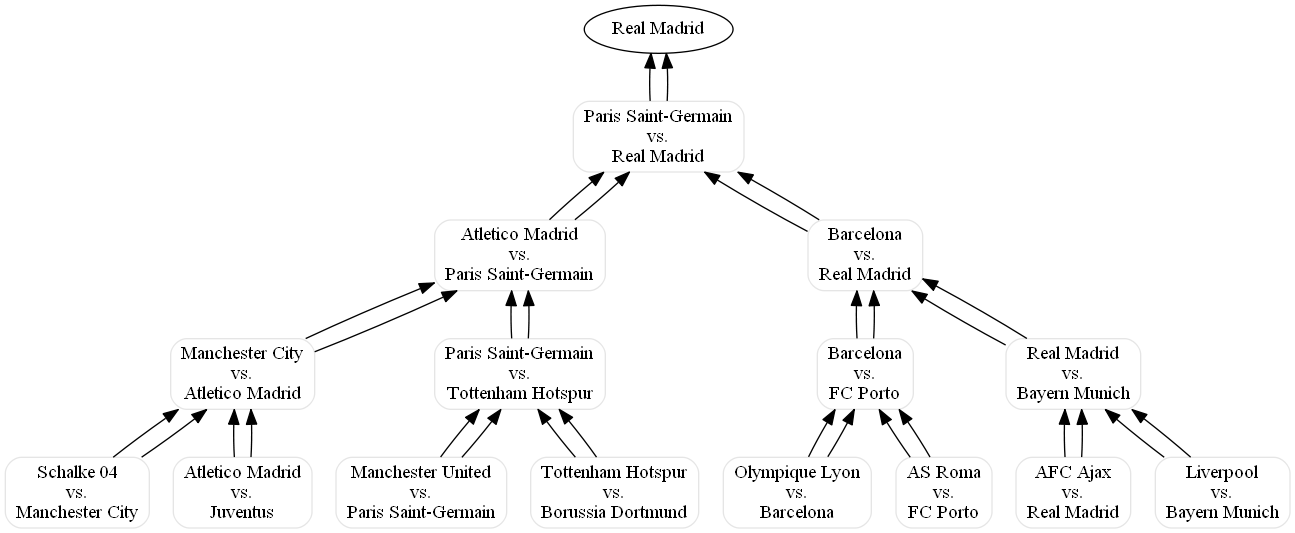 Real Madrid
Paris Saint-Germain
vs.
Real Madrid
Atletico Madrid
vs.
Paris Saint-Germain
Barcelona
vs.
Real Madrid
Manchester City
vs.
Atletico Madrid
Paris Saint-Germain
vs.
Tottenham Hotspur
Barcelona
vs.
FC Porto
Real Madrid
vs.
Bayern Munich
Schalke 04
vs.
Manchester City
Atletico Madrid
vs.
Juventus
Manchester United
vs.
Paris Saint-Germain
Tottenham Hotspur
vs.
Borussia Dortmund
Olympique Lyon
vs.
Barcelona
AS Roma
vs.
FC Porto
AFC Ajax
vs.
Real Madrid
Liverpool
vs.
Bayern Munich